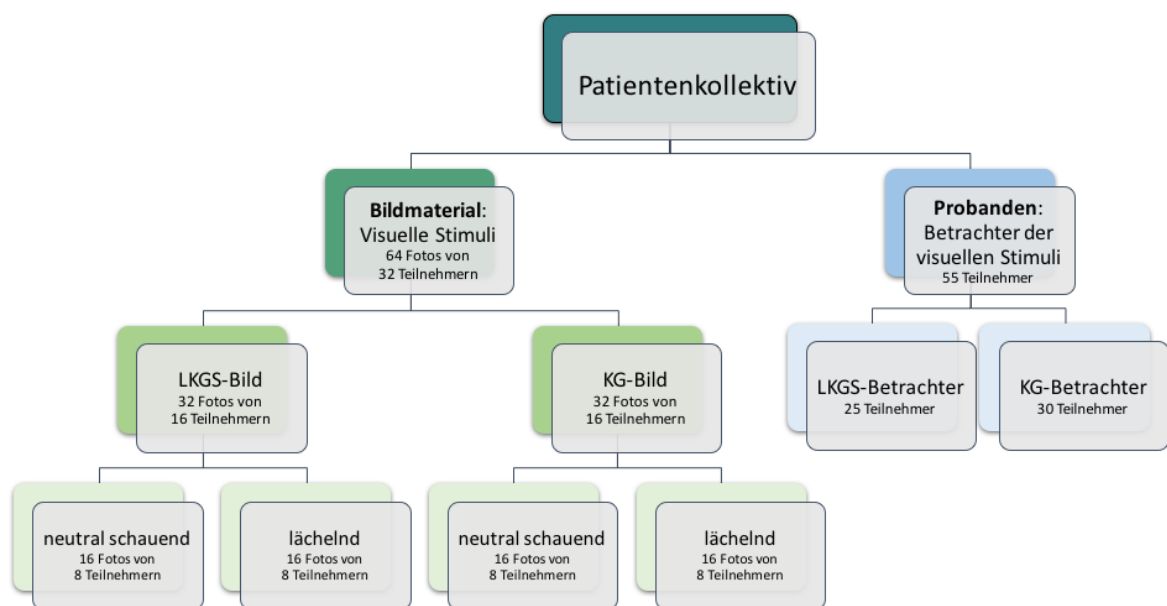 Patientenkollektiv
Bildmaterial:
Visuelle Stimuli
64 Fotos von
32 Teilnehmern
Probanden:
Betrachter der
visuellen Stimuli
55 Teilnehmer
LKGS-Bild
32 Fotos von
16 Teilnehmern
KG-Bild
32 Fotos von
16 Teilnehmern
LKGS-Betrachter
25 Teilnehmer
KG-Betrachter
30 Teilnehmer
neutral schauend
16 Fotos von
8 Teilnehmern
lächelnd
16 Fotos von
8 Teilnehmern
neutral schauend
16 Fotos von
8 Teilnehmern
lächelnd
16 Fotos von
8 Teilnehmern